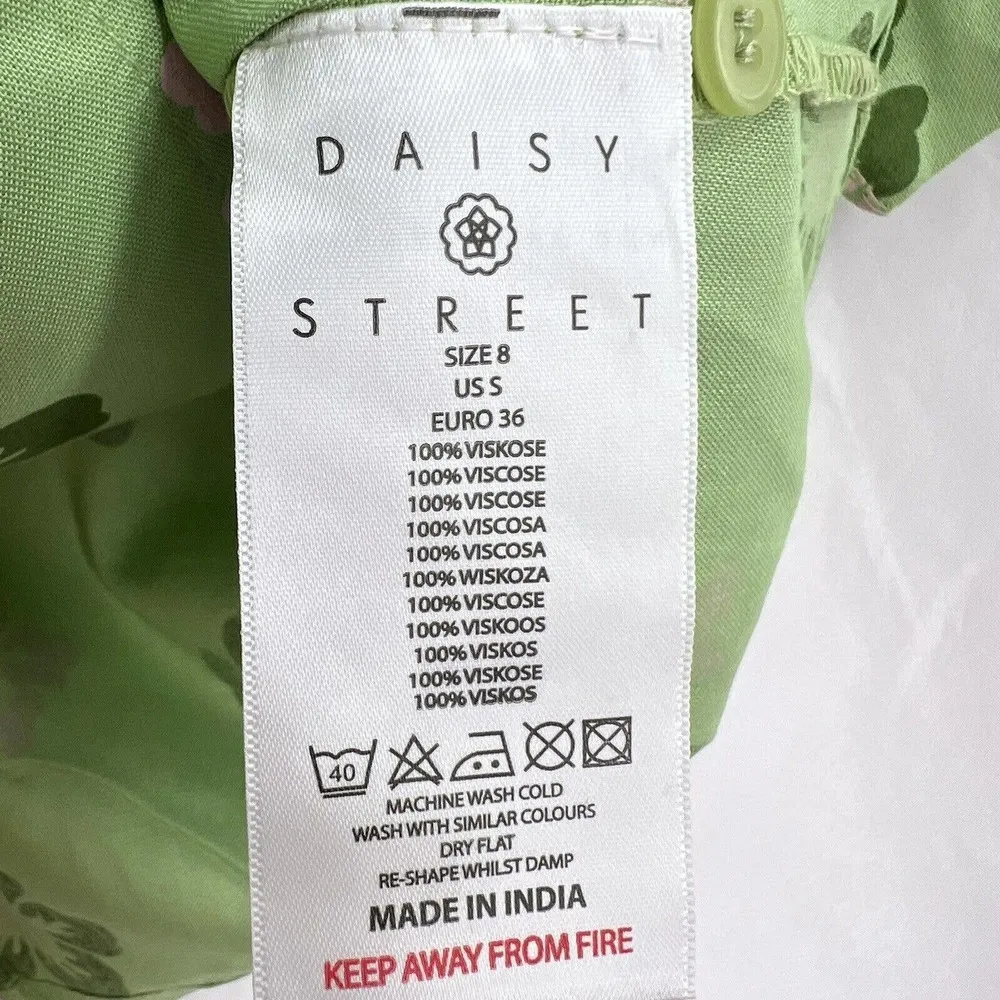 DAISY
STREET
SIZE 8
US S
EURO 36
100% VISKOSE
100% VISCOSE
100% VISCOSE
100% VISCOSA
100% VISCOSA
100% WISKOZA
100% VISCOSE
100% VISKOOS
100% VISKOS
100% VISKOSE
100% VISKOS
40
MACHINE WASH COLD
WASH WITH SIMILAR COLOURS
DRY FLAT
RE-SHAPE WHILST DAMP
MADE IN INDIA
KEEP AWAY FROM FIRE